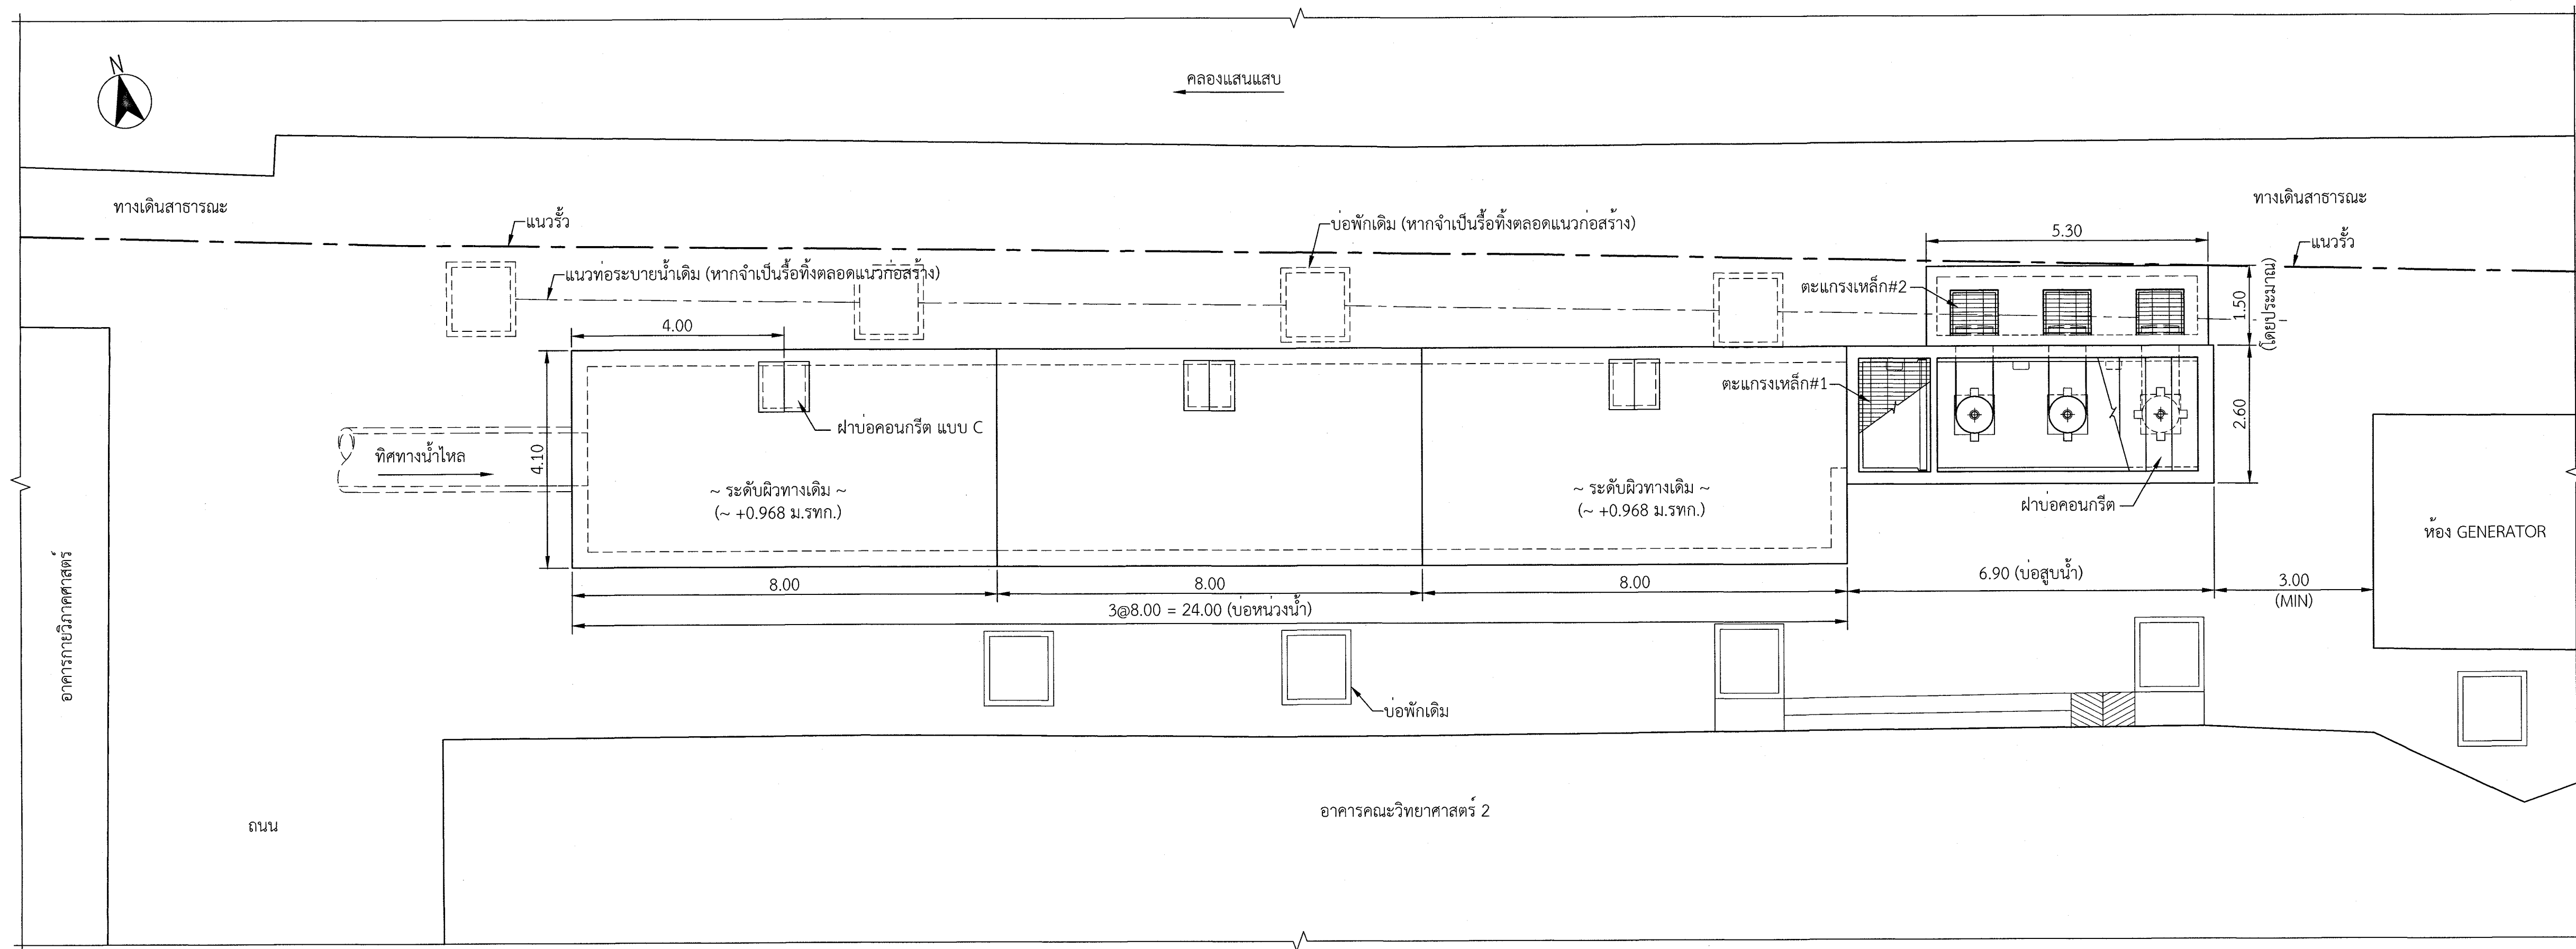 N
คลองแสนแสบ
ทางเดินสาธารณะ
ทางเดินสาธารณะ
แนวรั้ว
บ่อพักเดิม (หากจำเป็นรื้อทิ้งตลอดแนวก่อสร้าง)
5.30
แนวรั้ว
แนวท่อระบายน้ำเดิม (หากจำเป็นรื้อทิ้งตลอดแนวก่อสร้าง)
ตะแกรงเหล็ก#2
1.50
(โดยประมาณ)
4.00
ตะแกรงเหล็ก#1
2.60
ฝาบ่อคอนกรีต แบบ C
ทิศทางน้ำไหล
4.10
~ ระดับผิวทางเดิม ~
(~ +0.968 ม.รทก.)
~ ระดับผิวทางเดิม ~
(~ +0.968 ม.รทก.)
ฝาบ่อคอนกรีต
ห้อง GENERATOR
8.00
8.00
8.00
6.90 (บ่อสูบน้ำ)
3.00
(MIN)
3@8.00 = 24.00 (บ่อหน่วงน้ำ)
อาคารกายวิภาคศาสตร์
บ่อพักเดิม
ถนน
อาคารคณะวิทยาศาสตร์ 2